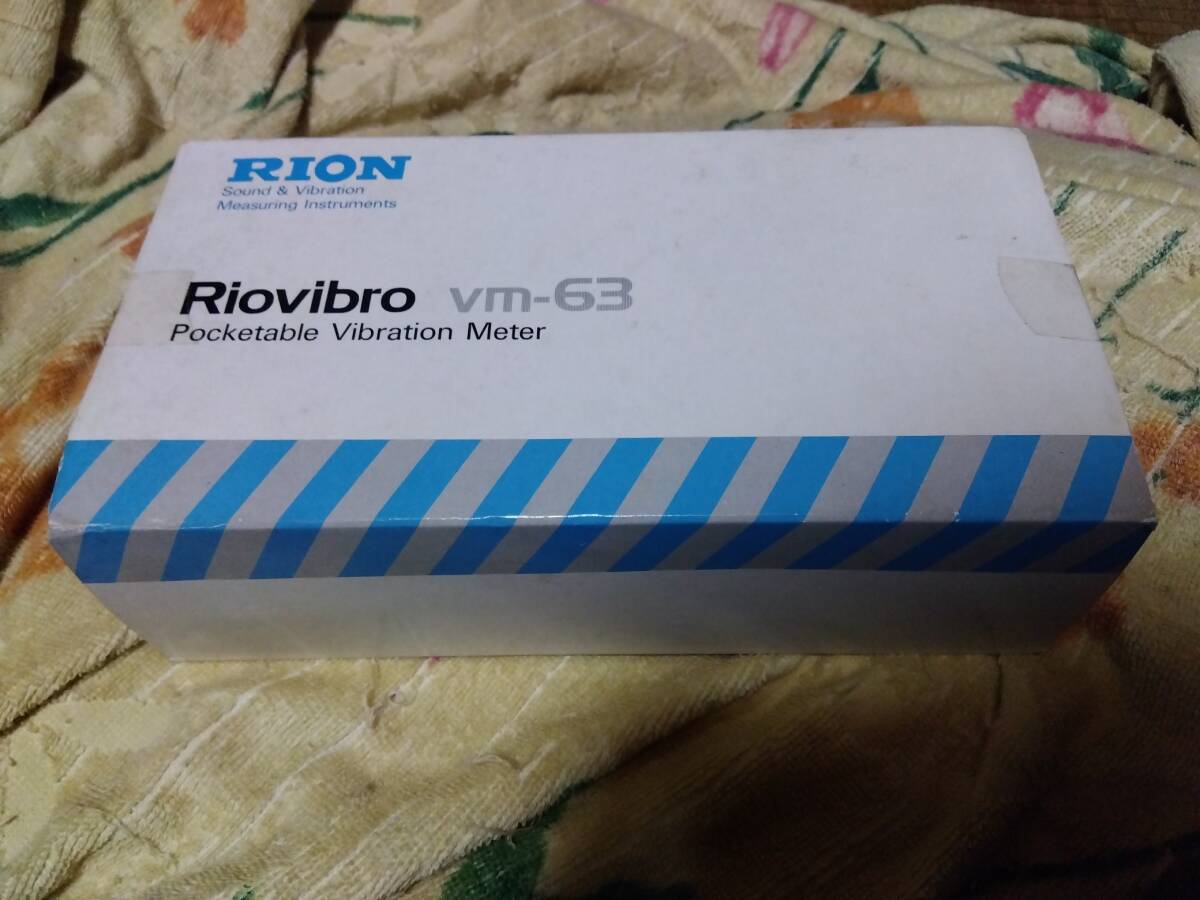 RION
Sound & Vibration
Measuring Instruments
Riovibro vm-63
Pocketable Vibration Meter